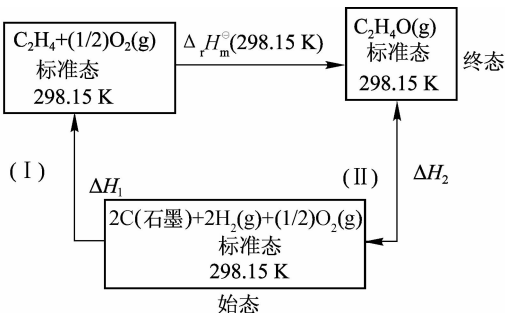 C₂H₄+(1/2)O₂(g)
标准态
298.15 K
Δ_rH_m^⊖(298.15 K)
C₂H₄O(g)
标准态
298.15 K
终态
(Ⅰ)
ΔH₁
(Ⅱ)
ΔH₂
2C(石墨)+2H₂(g)+(1/2)O₂(g)
标准态
298.15 K
始态